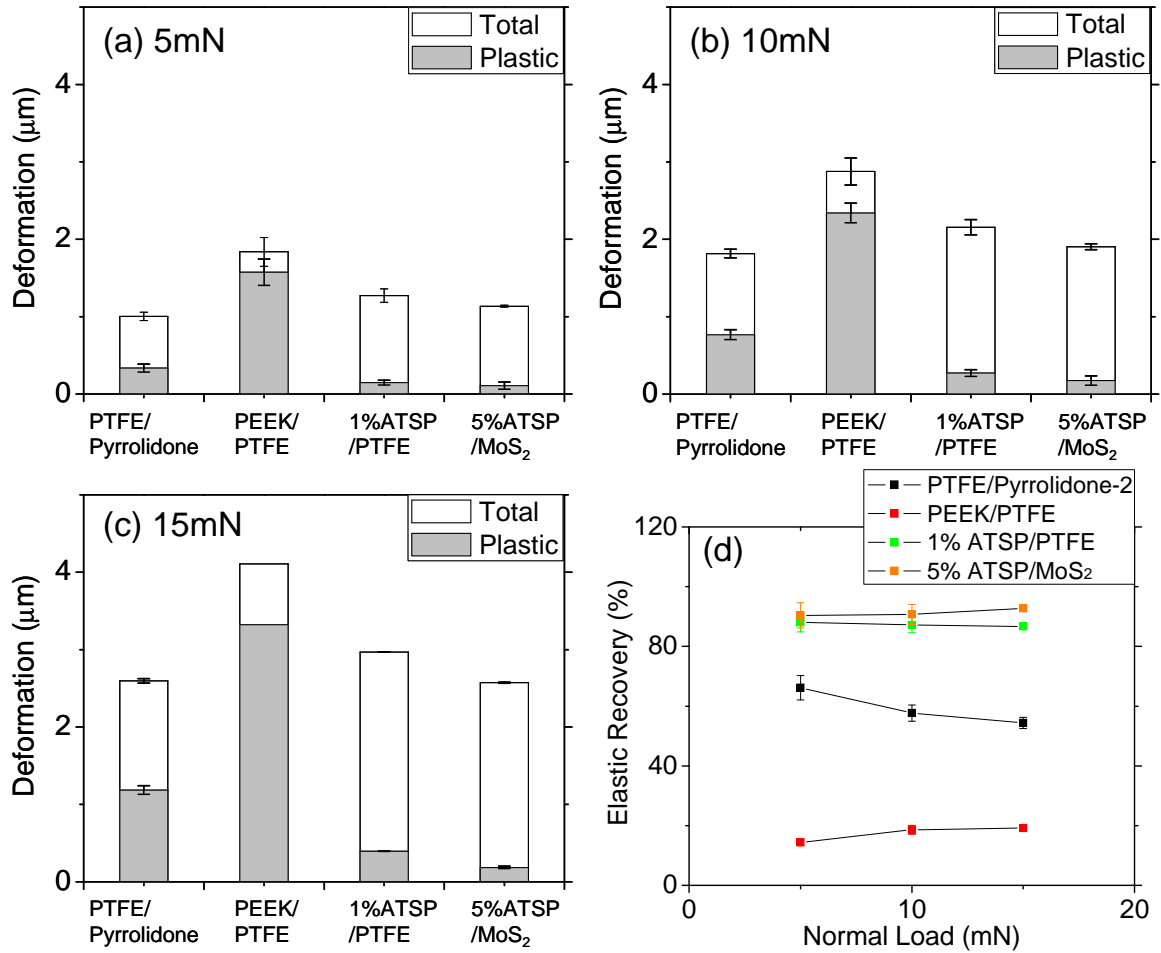 (a) 5mN
Total
Plastic
Deformation (μm)
4
2
0
PTFE/
Pyrrolidone
PEEK/
PTFE
1%ATSP
/PTFE
5%ATSP
/MoS₂
(b) 10mN
Total
Plastic
Deformation (μm)
4
2
0
PTFE/
Pyrrolidone
PEEK/
PTFE
1%ATSP
/PTFE
5%ATSP
/MoS₂
(c) 15mN
Total
Plastic
Deformation (μm)
4
2
0
PTFE/
Pyrrolidone
PEEK/
PTFE
1%ATSP
/PTFE
5%ATSP
/MoS₂
PTFE/Pyrrolidone-2
PEEK/PTFE
1% ATSP/PTFE
5% ATSP/MoS₂
(d)
Elastic Recovery (%)
120
80
40
0
0 10 20
Normal Load (mN)